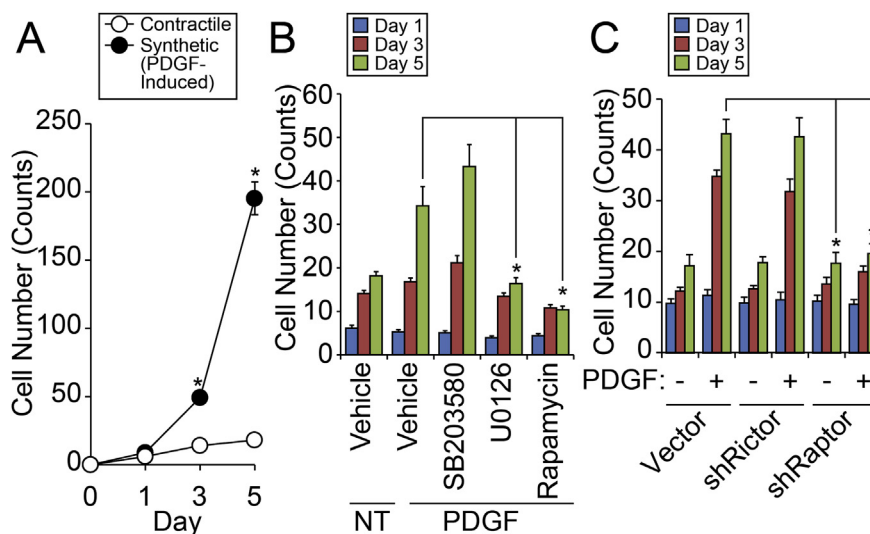 A
Contractile
Synthetic
(PDGF-
Induced)
Cell Number (Counts)
250
200
150
100
50
0
*
*
0 1 3 5
Day
B
Day 1
Day 3
Day 5
Cell Number (Counts)
60
50
40
30
20
10
0
*
*
Vehicle
Vehicle
SB203580
U0126
Rapamycin
NT PDGF
C
Day 1
Day 3
Day 5
Cell Number (Counts)
50
40
30
20
10
0
*
PDGF: - + - + - +
Vector
shRictor
shRaptor